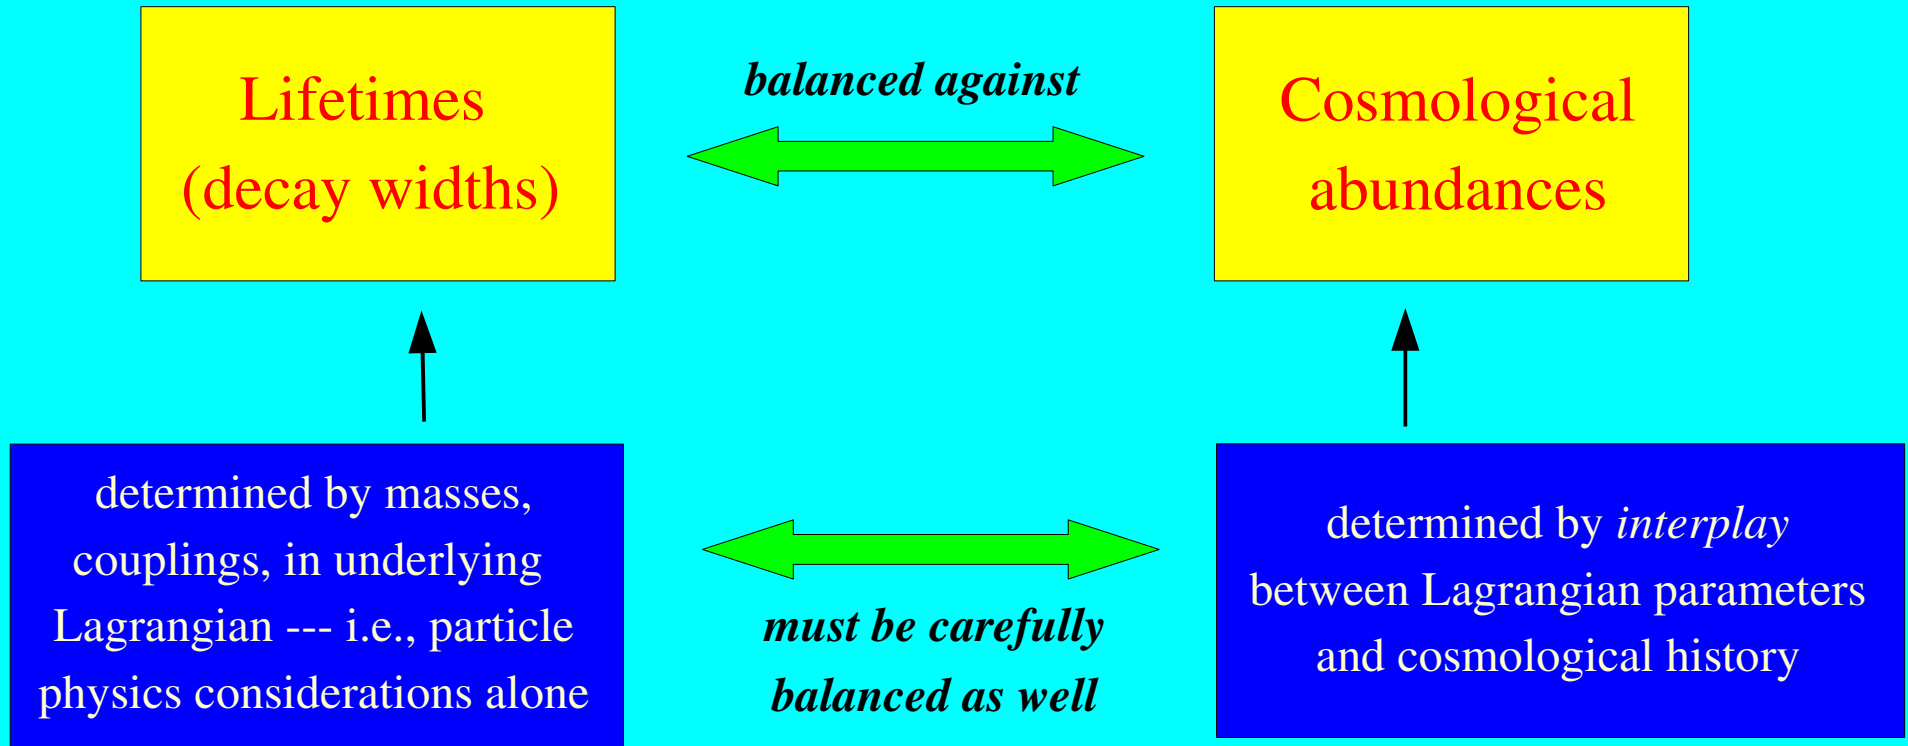 Lifetimes
(decay widths)
balanced against
Cosmological
abundances
determined by masses,
couplings, in underlying
Lagrangian --- i.e., particle
physics considerations alone
must be carefully
balanced as well
determined by interplay
between Lagrangian parameters
and cosmological history